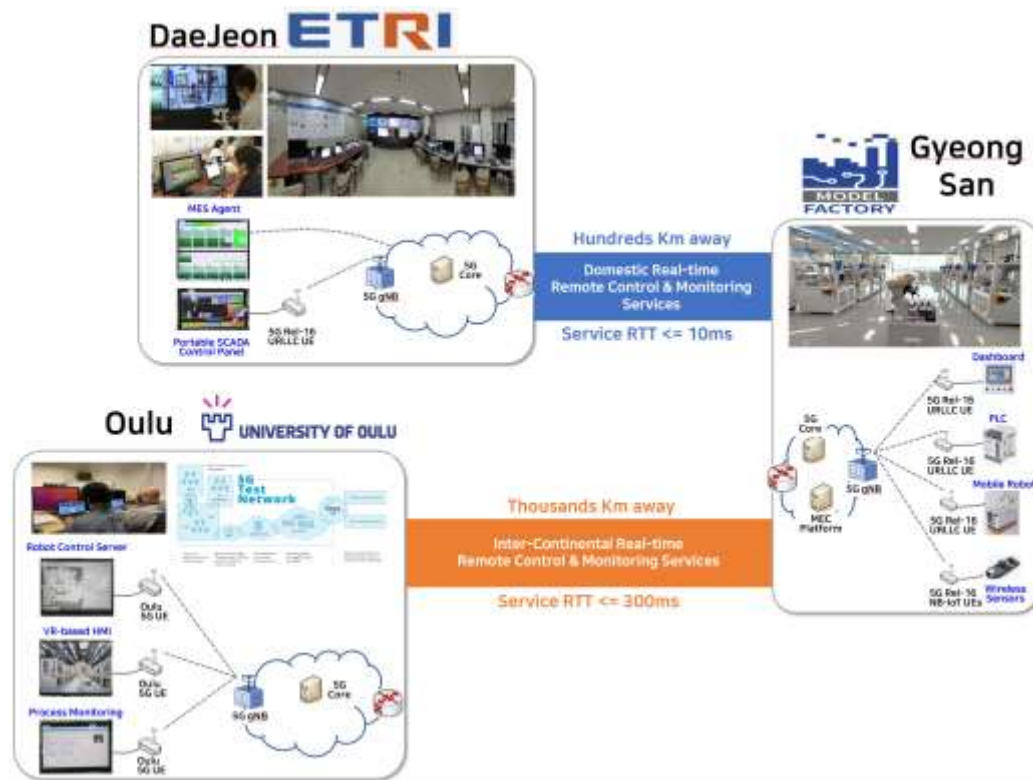 DaeJeon ETRI
MES Agent
5G
Core
5G gNB
5G Rel-16
URLLC UE
Portable SCADA
Control Panel
Hundreds Km away
Domestic Real-time
Remote Control & Monitoring
Services
Service RTT <= 10ms
MODEL
FACTORY
Gyeong
San
Dashboard
5G Rel-16
URLLC UE
PLC
5G Rel-16
URLLC UE
Mobile Robot
5G Rel-16
URLLC UE
Wireless
Sensors
5G Rel-16
NB-IoT UEs
5G
Core
5G gNB
MEC
Platform
Oulu
UNIVERSITY OF OULU
5G
Test
Network
Robot Control Server
Oulu
5G UE
VR-based HMI
Oulu
5G UE
Process Monitoring
Oulu
5G UE
5G gNB
5G
Core
Thousands Km away
Inter-Continental Real-time
Remote Control & Monitoring Services
Service RTT <= 300ms